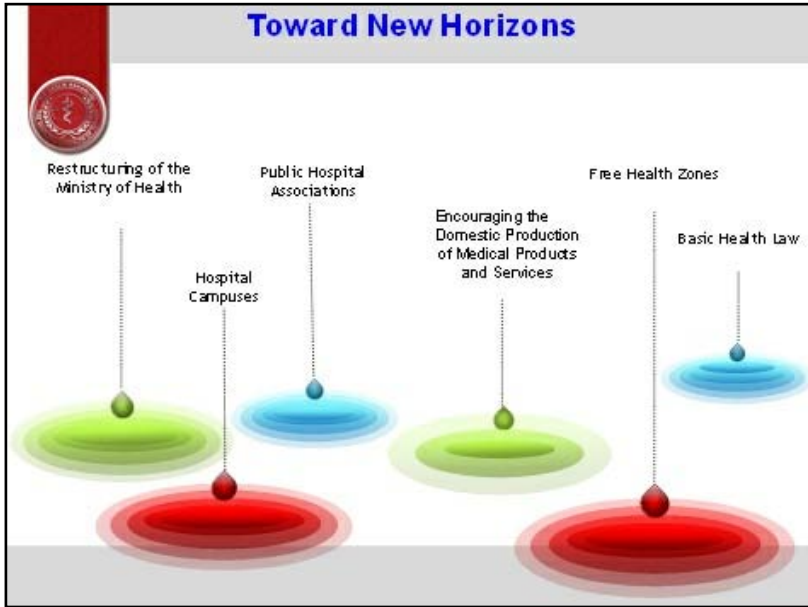 Toward New Horizons
Restructuring of the
Ministry of Health
Hospital
Campuses
Public Hospital
Associations
Encouraging the
Domestic Production
of Medical Products
and Services
Free Health Zones
Basic Health Law